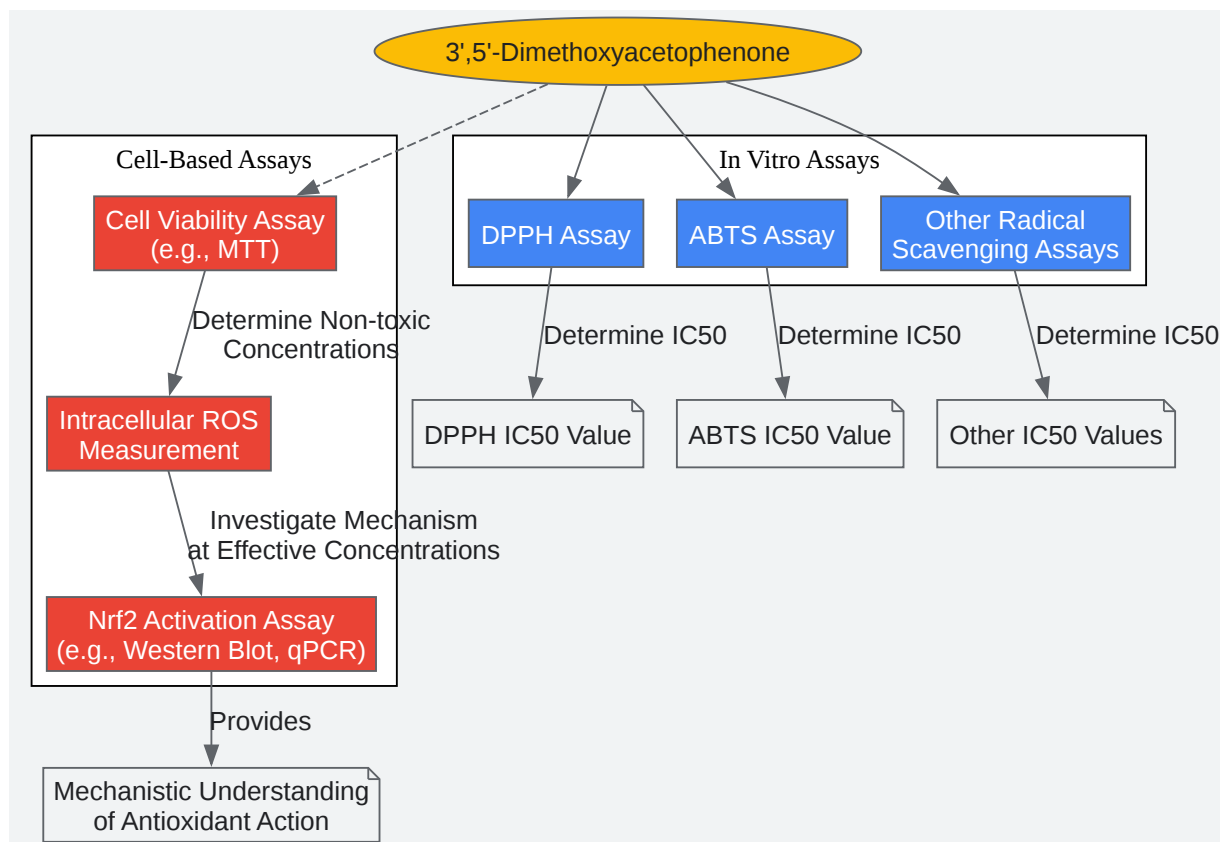 3',5'-Dimethoxyacetophenone
Cell-Based Assays
In Vitro Assays
Cell Viability Assay
(e.g., MTT)
DPPH Assay
ABTS Assay
Other Radical
Scavenging Assays
Determine Non-toxic
Concentrations
Determine IC50
Determine IC50
Determine IC50
Intracellular ROS
Measurement
DPPH IC50 Value
ABTS IC50 Value
Other IC50 Values
Investigate Mechanism
at Effective Concentrations
Nrf2 Activation Assay
(e.g., Western Blot, qPCR)
Provides
Mechanistic Understanding
of Antioxidant Action